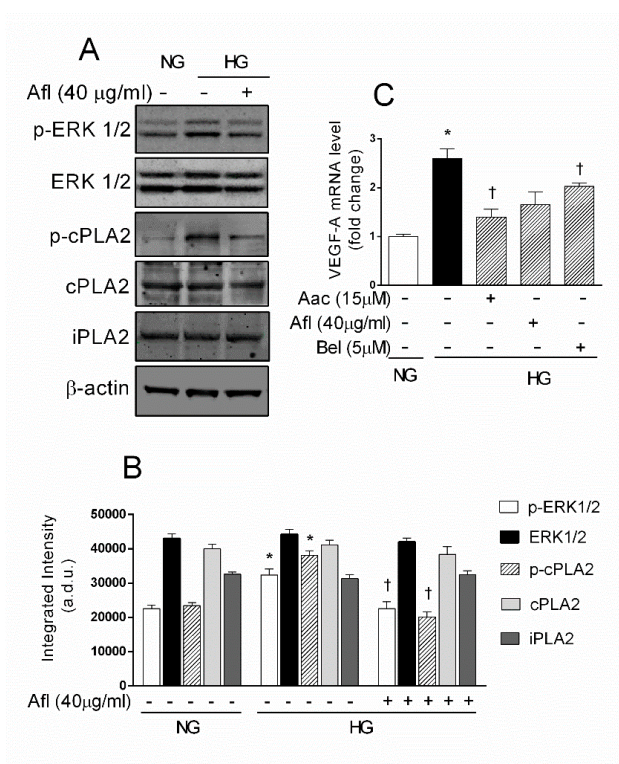 A
NG HG
Afl (40 µg/ml) - - +
p-ERK 1/2
ERK 1/2
p-cPLA2
cPLA2
iPLA2
β-actin
C
VEGF-A mRNA level
(fold change)
3
2
1
0
*
†
†
Aac (15µM) - - + - -
Afl (40µg/ml) - - - + -
Bel (5µM) - - - - +
NG HG
B
Integrated Intensity
(a.d.u.)
50000
40000
30000
20000
10000
0
* *
† †
p-ERK1/2
ERK1/2
p-cPLA2
cPLA2
iPLA2
Afl (40µg/ml) - - - - - - - - - - + + + + +
NG HG